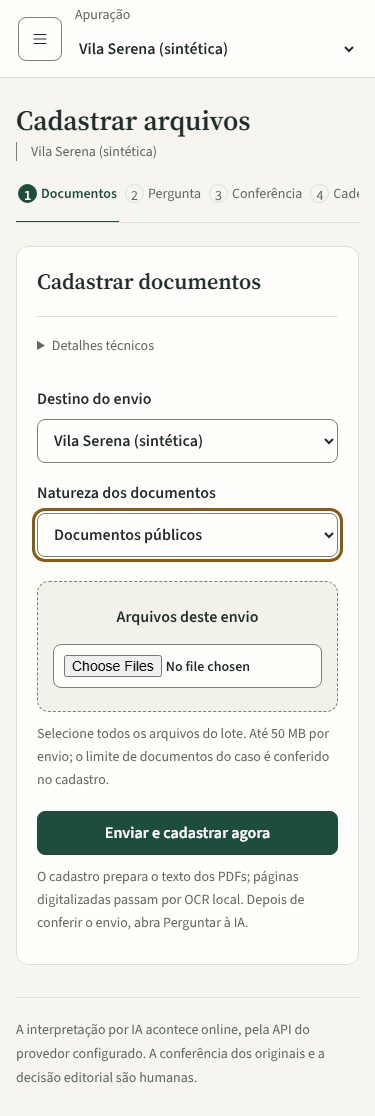 Apuração
Vila Serena (sintética)
Cadastrar arquivos
Vila Serena (sintética)
1 Documentos 2 Pergunta 3 Conferência 4 Cade
Cadastrar documentos
Detalhes técnicos
Destino do envio
Vila Serena (sintética)
Natureza dos documentos
Documentos públicos
Arquivos deste envio
Choose Files No file chosen
Selecione todos os arquivos do lote. Até 50 MB por
envio; o limite de documentos do caso é conferido
no cadastro.
Enviar e cadastrar agora
O cadastro prepara o texto dos PDFs; páginas
digitalizadas passam por OCR local. Depois de
conferir o envio, abra Perguntar à IA.
A interpretação por IA acontece online, pela API do
provedor configurado. A conferência dos originais e a
decisão editorial são humanas.